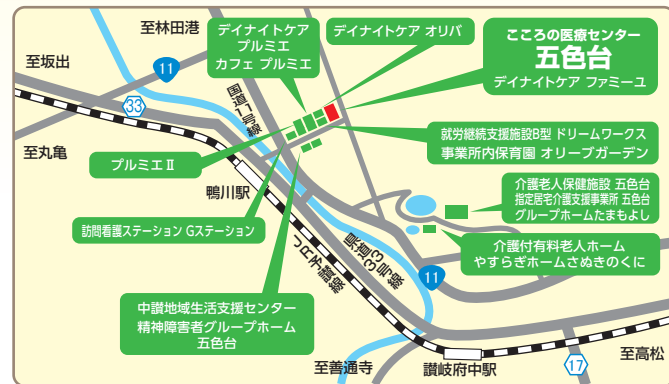 至林田港
デイナイトケア
プルミエ
カフェ プルミエ
デイナイトケア オリバ
こころの医療センター
五色台
デイナイトケア ファミーユ
至坂出
11
国道11号線
33
就労継続支援施設B型 ドリームワークス
事業所内保育園 オリーブガーデン
至丸亀
プルミエⅡ
鴨川駅
介護老人保健施設 五色台
指定居宅介護支援事業所 五色台
グループホームたまもよし
訪問看護ステーション Gステーション
介護付有料老人ホーム
やすらぎホームさぬきのくに
JR予讃線
県道33号線
11
中讃地域生活支援センター
精神障害者グループホーム
五色台
至善通寺
讃岐府中駅
17
至高松